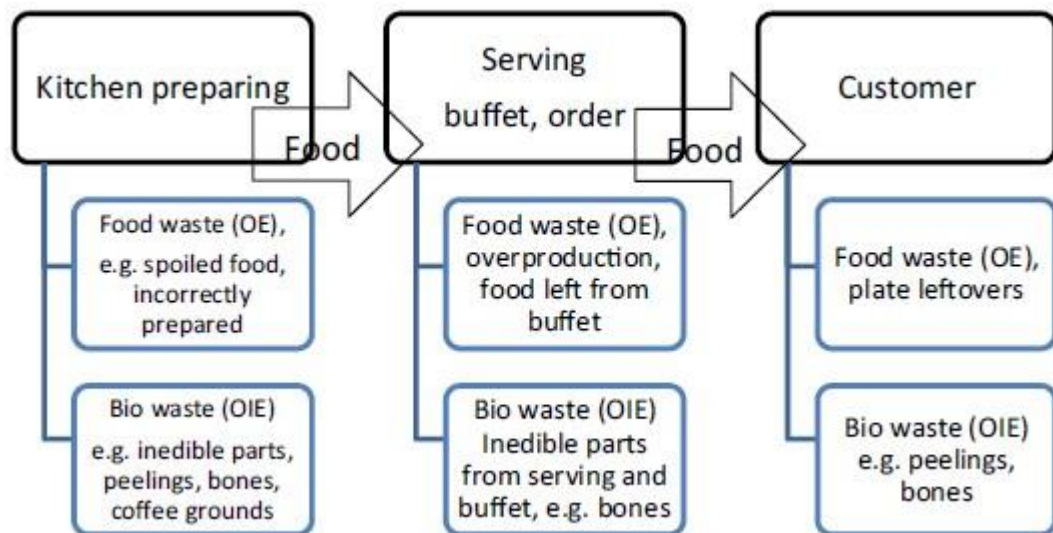 Kitchen preparing
Food
Serving
buffet, order
Food
Customer
Food waste (OE),
e.g. spoiled food,
incorrectly
prepared
Bio waste (OIE)
e.g. inedible parts,
peelings, bones,
coffee grounds
Food waste (OE),
overproduction,
food left from
buffet
Bio waste (OIE)
Inedible parts
from serving and
buffet, e.g. bones
Food waste (OE),
plate leftovers
Bio waste (OIE)
e.g. peelings,
bones